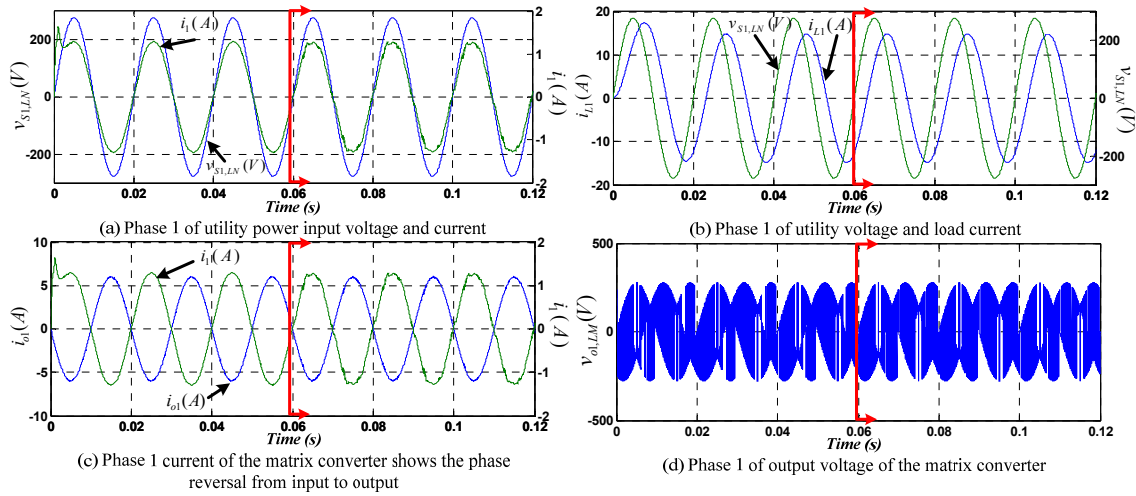 v_{S1,LN}(V)
200
0
-200
i_1(A)
v_{S1,LN}(V)
2
1
0
-1
-2
i_1(A)
0 0.02 0.04 0.06 0.08 0.1 0.12
Time (s)
(a) Phase 1 of utility power input voltage and current
i_{L1}(A)
20
10
0
-10
-20
v_{S1,LN}(V) i_{L1}(A)
200
0
-200
v_{S1,LN}(V)
0 0.02 0.04 0.06 0.08 0.1 0.12
Time (s)
(b) Phase 1 of utility voltage and load current
i_{o1}(A)
10
5
0
-5
-10
i_1(A)
i_{o1}(A)
2
1
0
-1
-2
i_1(A)
0 0.02 0.04 0.06 0.08 0.1 0.12
Time (s)
(c) Phase 1 current of the matrix converter shows the phase
reversal from input to output
v_{o1,LM}(V)
500
0
-500
0 0.02 0.04 0.06 0.08 0.1 0.12
Time (s)
(d) Phase 1 of output voltage of the matrix converter